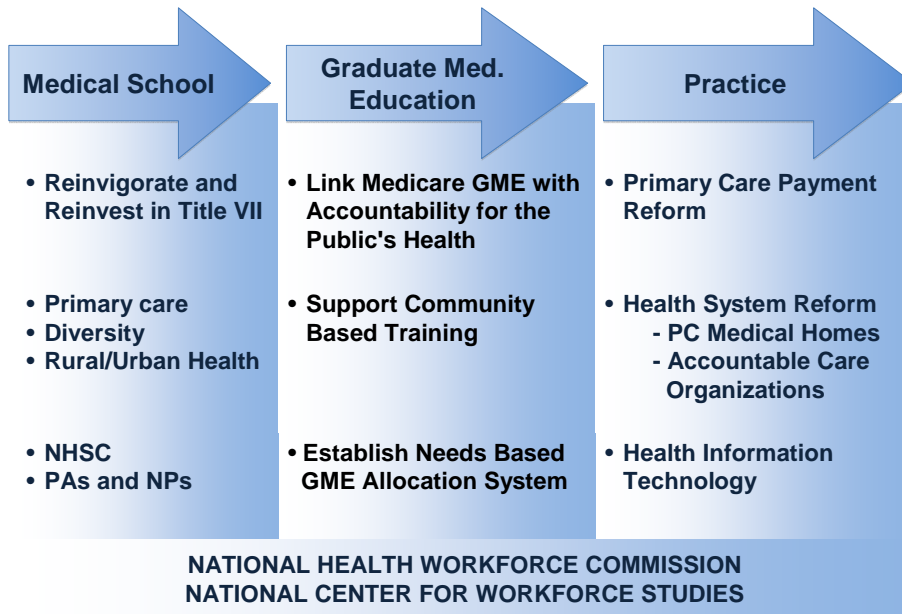 Medical School
• Reinvigorate and
Reinvest in Title VII
• Primary care
• Diversity
• Rural/Urban Health
• NHSC
• PAs and NPs
Graduate Med.
Education
• Link Medicare GME with
Accountability for the
Public's Health
• Support Community
Based Training
• Establish Needs Based
GME Allocation System
Practice
• Primary Care Payment
Reform
• Health System Reform
- PC Medical Homes
- Accountable Care
Organizations
• Health Information
Technology
NATIONAL HEALTH WORKFORCE COMMISSION
NATIONAL CENTER FOR WORKFORCE STUDIES